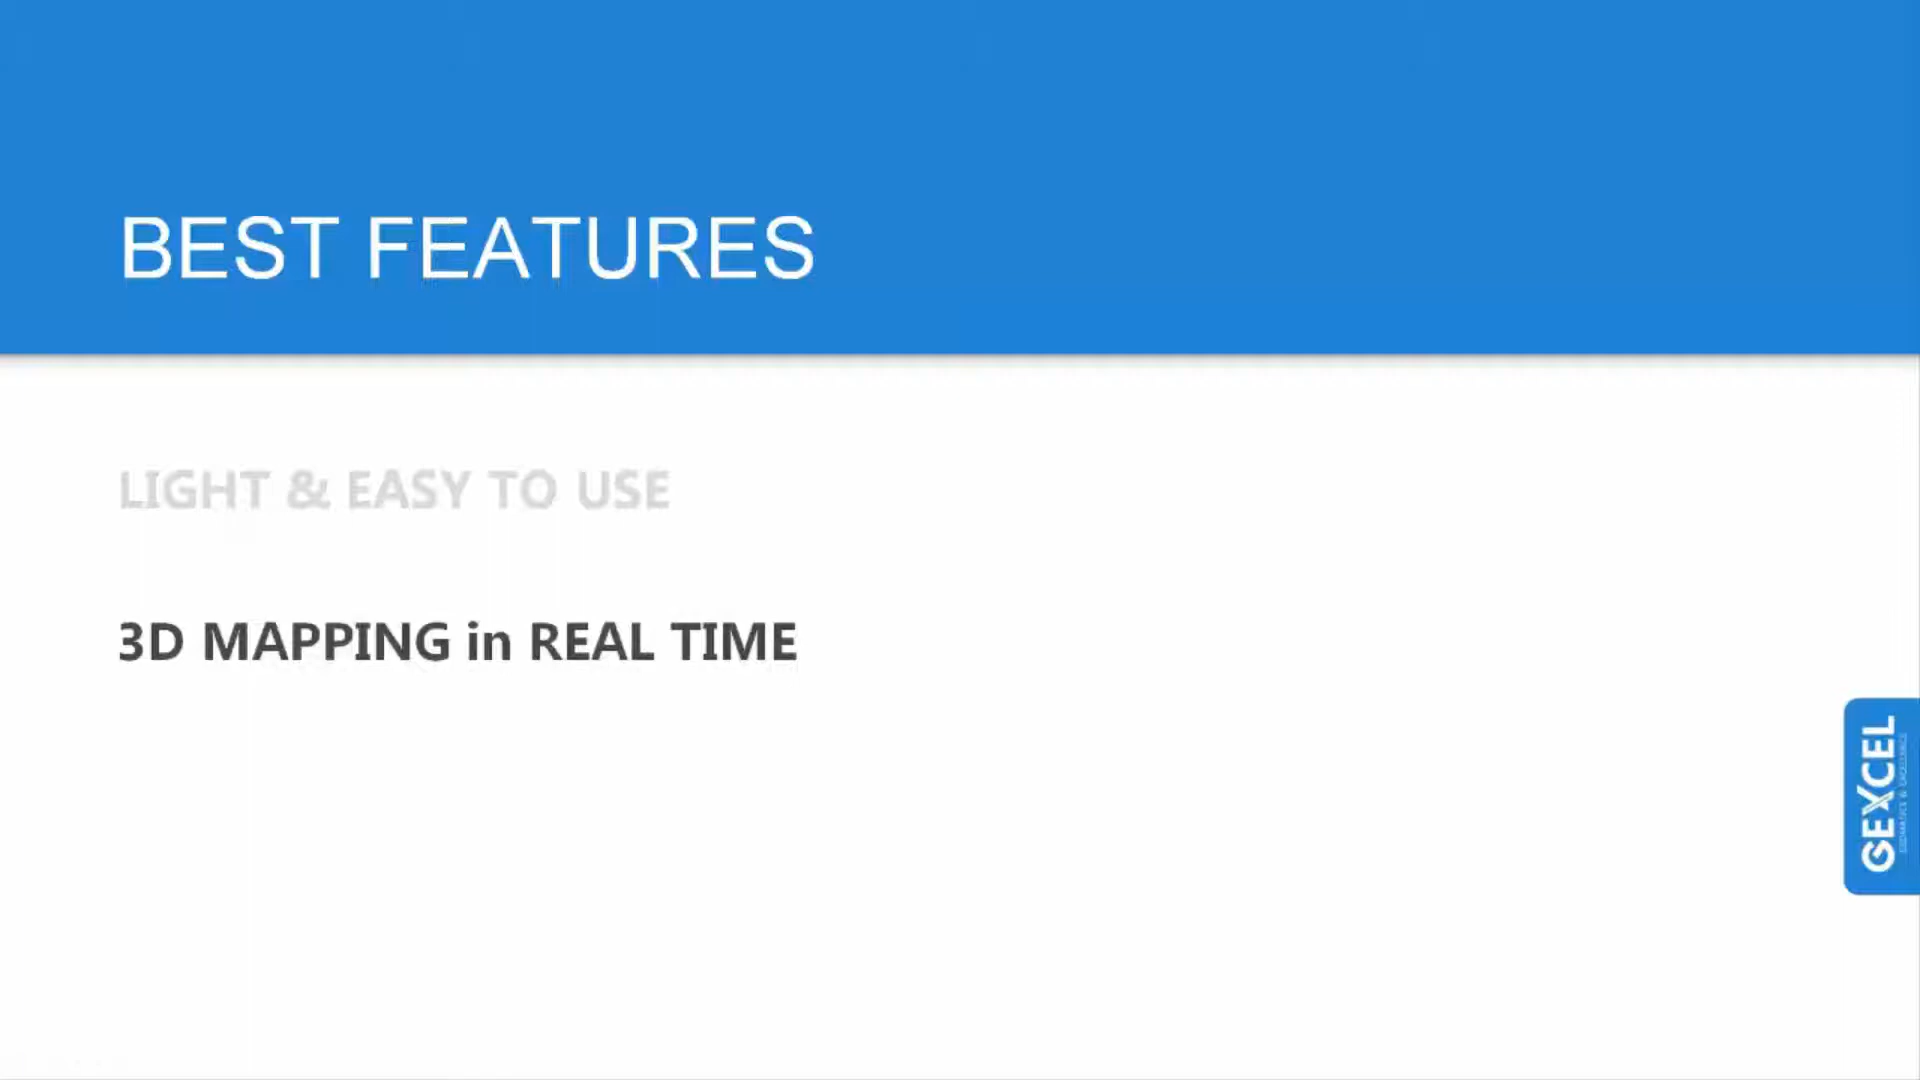 BEST FEATURES
LIGHT & EASY TO USE
3D MAPPING in REAL TIME
GEXCEL